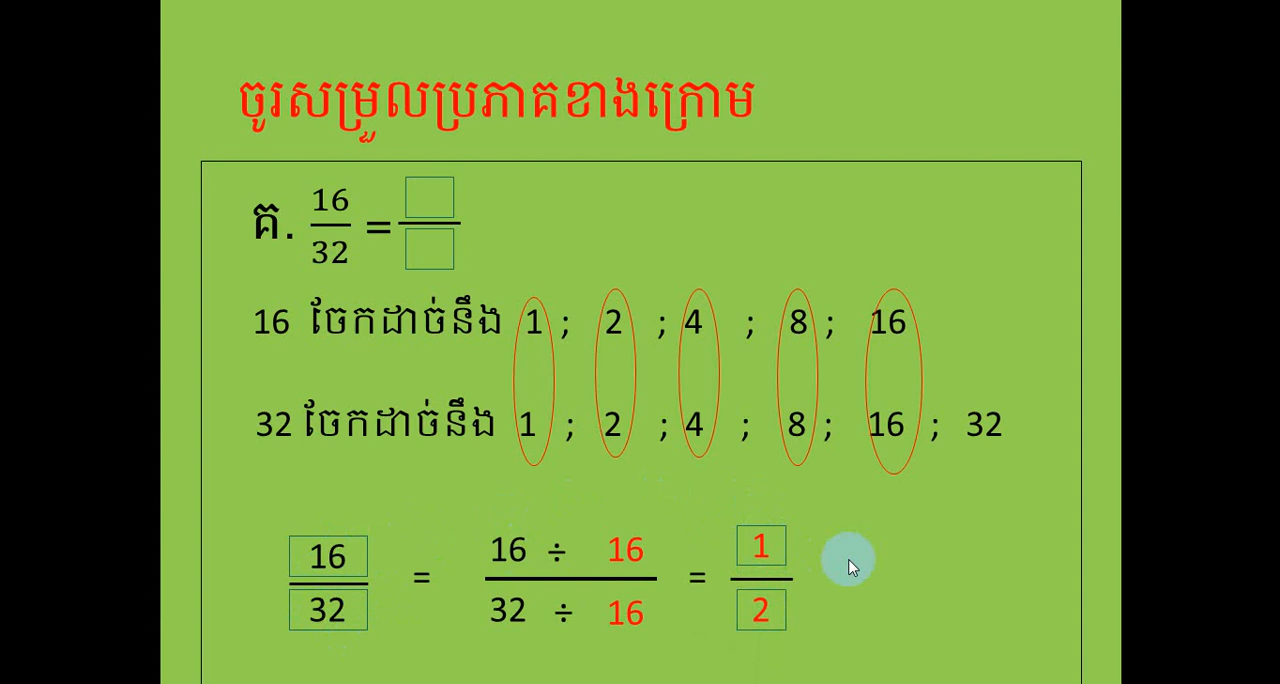 ចូរសម្រួលប្រភាគខាងក្រោម
គ. 16/32 =
16 ចែកដាច់នឹង 1 ; 2 ; 4 ; 8 ; 16
32 ចែកដាច់នឹង 1 ; 2 ; 4 ; 8 ; 16 ; 32
16/32 = 16 ÷ 16 / 32 ÷ 16 = 1/2